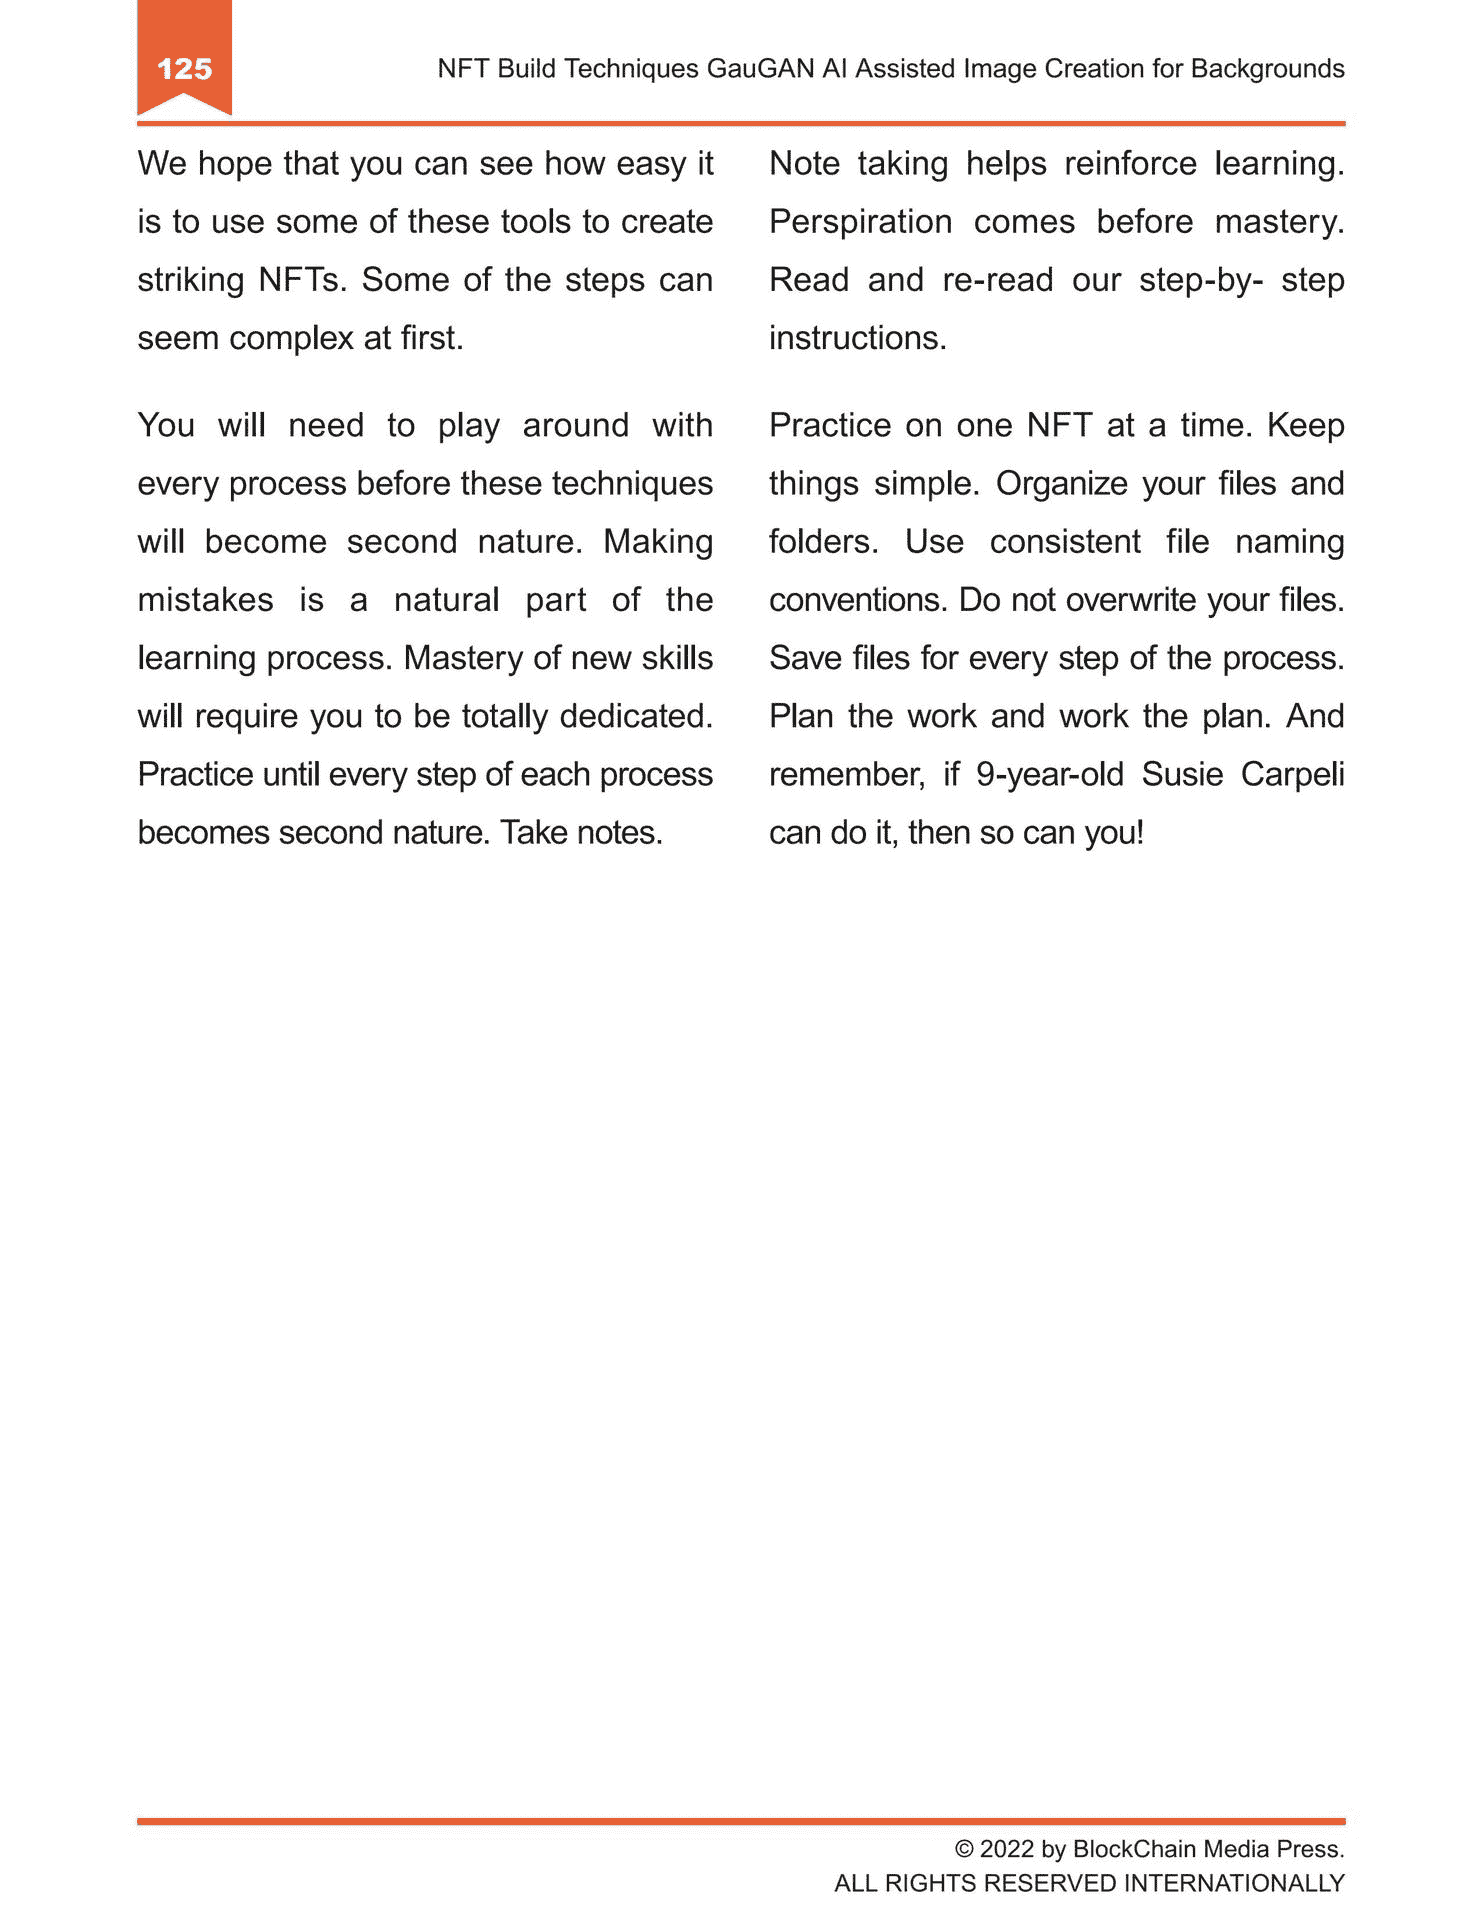 125
NFT Build Techniques GauGAN AI Assisted Image Creation for Backgrounds
We hope that you can see how easy it
is to use some of these tools to create
striking NFTs. Some of the steps can
seem complex at first.
You will need to play around with
every process before these techniques
will become second nature. Making
mistakes is a natural part of the
learning process. Mastery of new skills
will require you to be totally dedicated.
Practice until every step of each process
becomes second nature. Take notes.
Note taking helps reinforce learning.
Perspiration comes before mastery.
Read and re-read our step-by- step
instructions.
Practice on one NFT at a time. Keep
things simple. Organize your files and
folders. Use consistent file naming
conventions. Do not overwrite your files.
Save files for every step of the process.
Plan the work and work the plan. And
remember, if 9-year-old Susie Carpeli
can do it, then so can you!
© 2022 by BlockChain Media Press.
ALL RIGHTS RESERVED INTERNATIONALLY